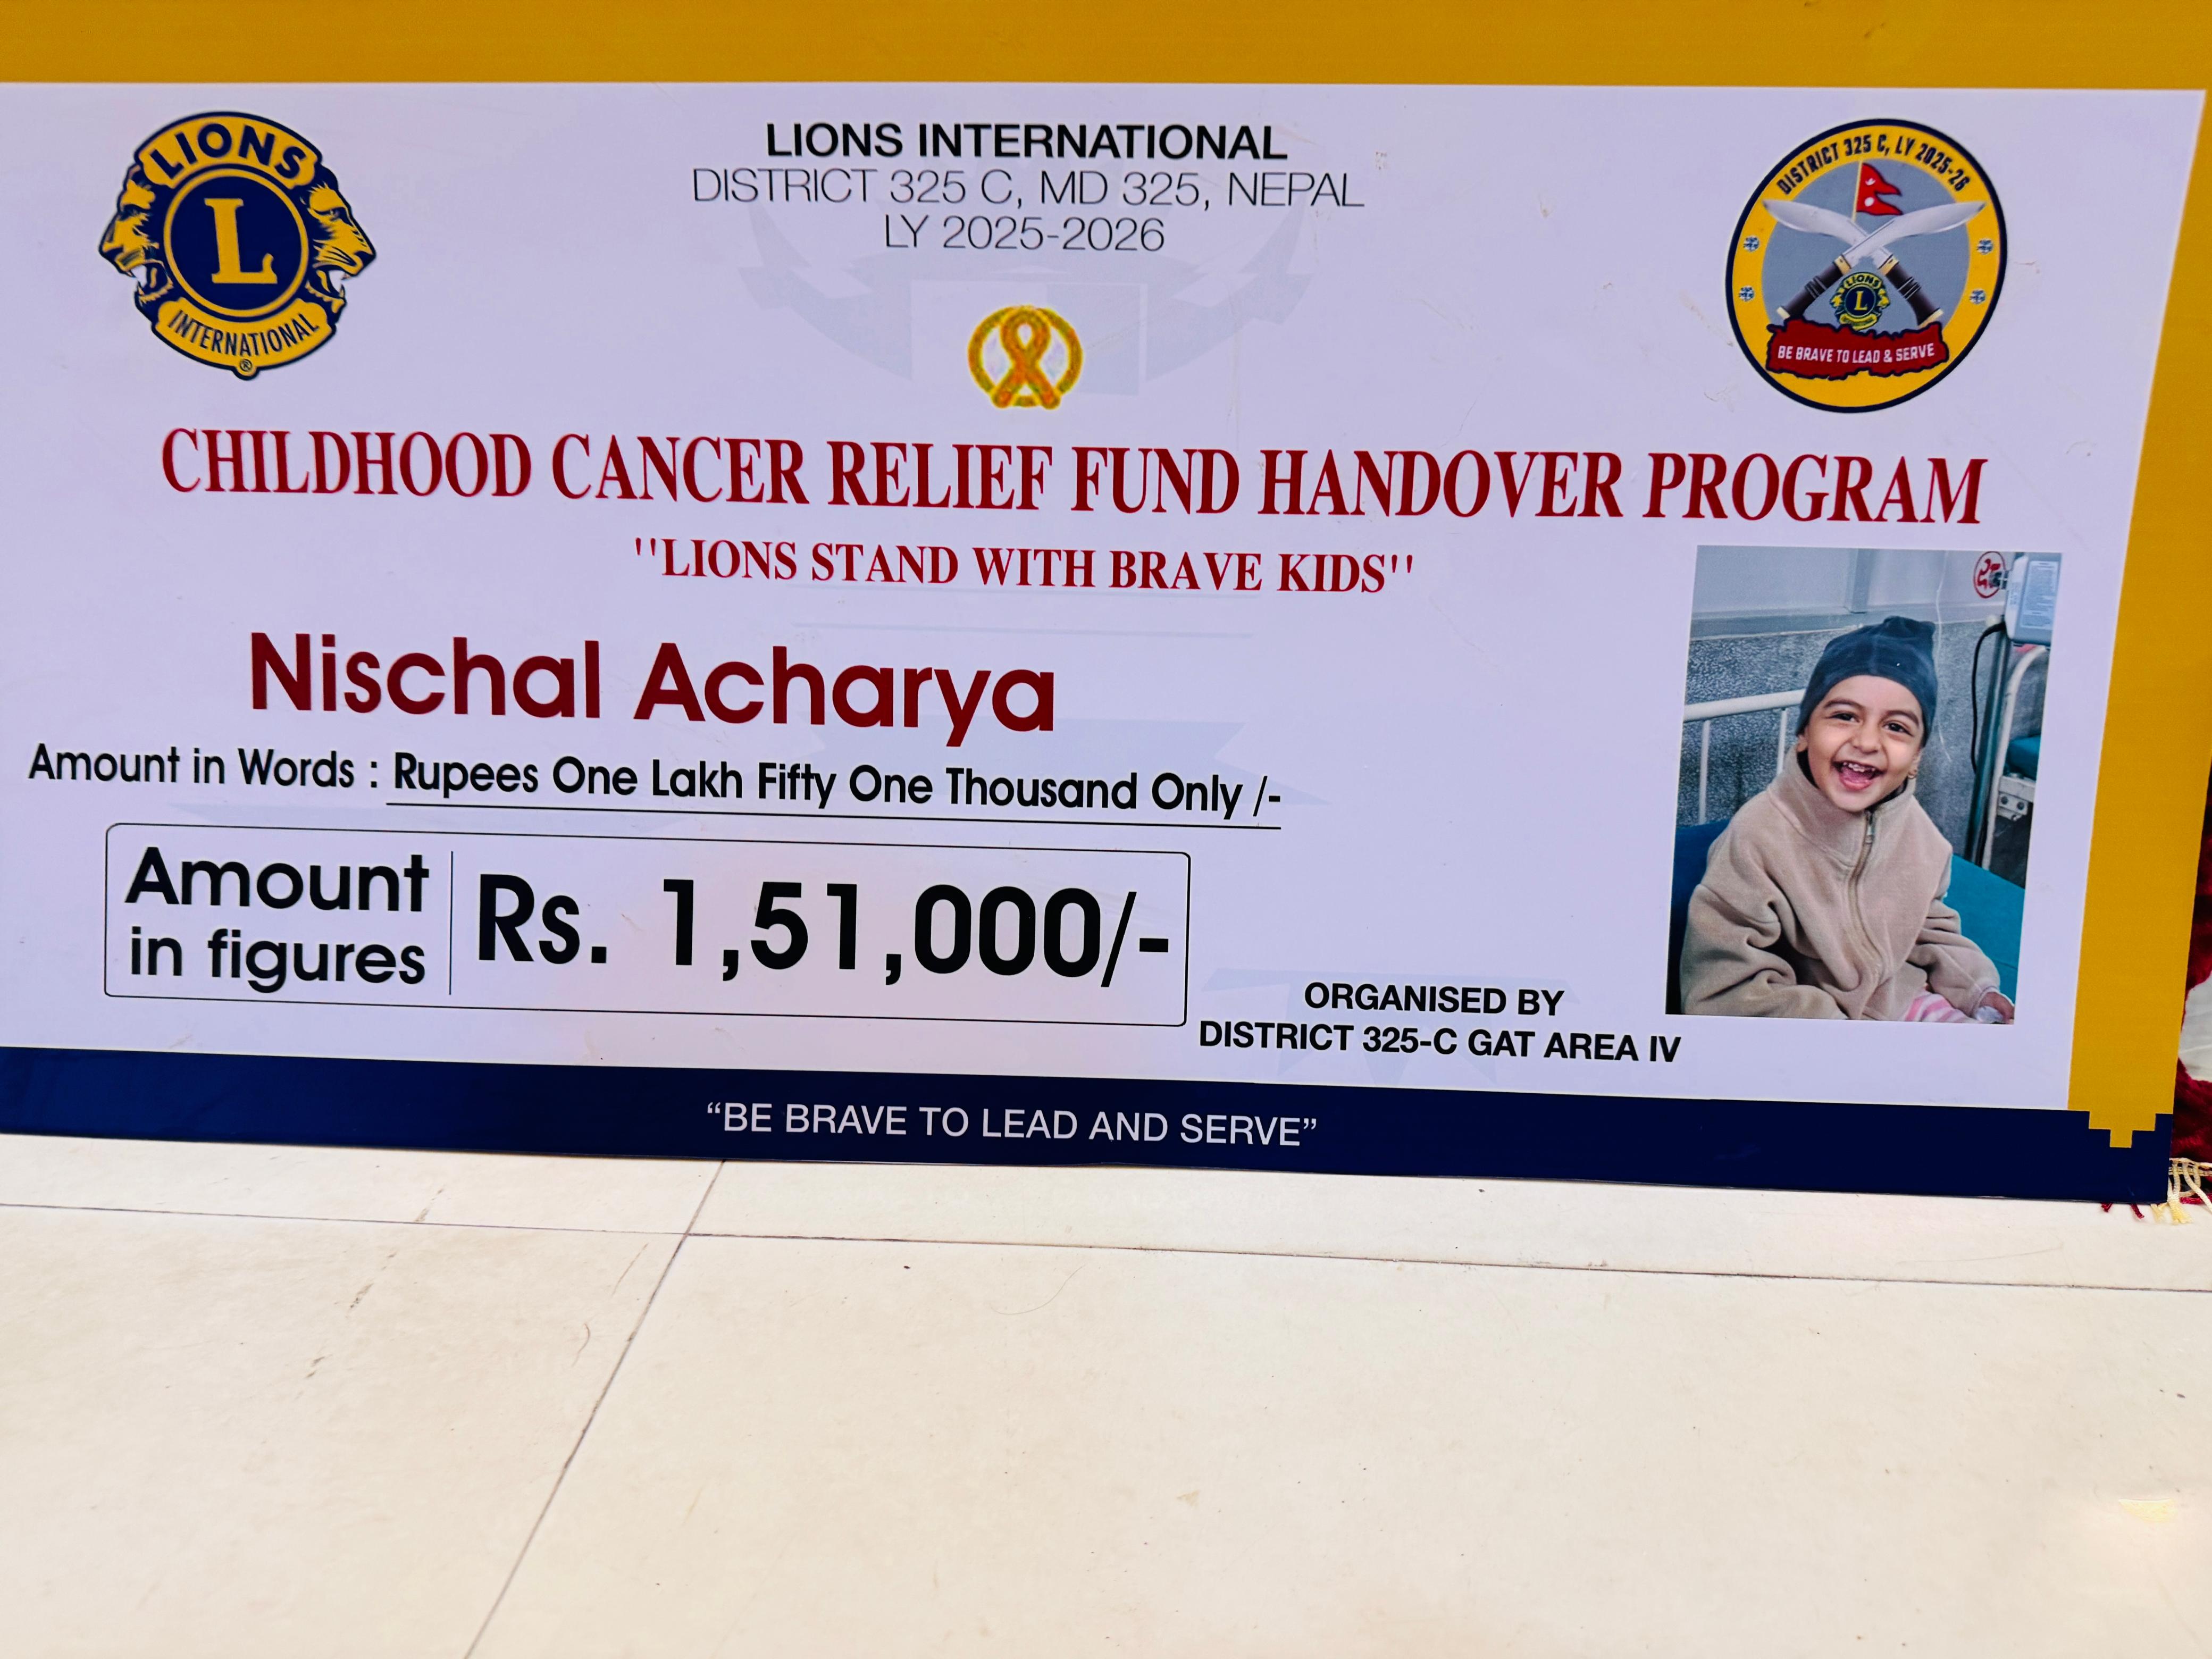 LIONS
L
INTERNATIONAL
®
LIONS INTERNATIONAL
DISTRICT 325 C, MD 325, NEPAL
LY 2025-2026
DISTRICT 325 C, LY 2025-26
LIONS
L
BE BRAVE TO LEAD & SERVE
CHILDHOOD CANCER RELIEF FUND HANDOVER PROGRAM
"LIONS STAND WITH BRAVE KIDS"
Nischal Acharya
Amount in Words : Rupees One Lakh Fifty One Thousand Only /-
Amount
in figures
Rs. 1,51,000/-
ORGANISED BY
DISTRICT 325-C GAT AREA IV
“BE BRAVE TO LEAD AND SERVE”